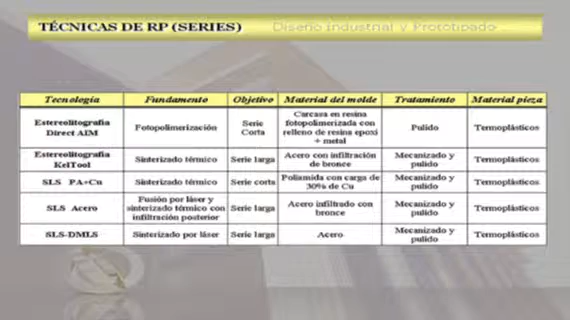 TÉCNICAS DE RP (SERIES) Diseño Industrial y Prototipado
Tecnología Fundamento Objetivo Material del molde Tratamiento Material pieza
Estereolitografía
Direct AIM
Fotopolimerización
Serie
Corta
Carcasa en resina
fotopolimerizada con
relleno de resina epoxi
+ metal
Pulido
Termoplásticos
Estereolitografía
KelTool
Sinterizado térmico
Serie larga
Acero con infiltración
de bronce
Mecanizado y
pulido
Termoplásticos
SLS PA+Cu
Sinterizado térmico
Serie corta
Poliamida con carga de
30% de Cu
Mecanizado y
pulido
Termoplásticos
SLS Acero
Fusión por láser y
sinterizado térmico con
infiltración posterior
Serie larga
Acero infiltrado con
bronce
Mecanizado y
pulido
Termoplásticos
SLS-DMLS
Sinterizado por láser
Serie larga
Acero
Mecanizado y
pulido
Termoplásticos